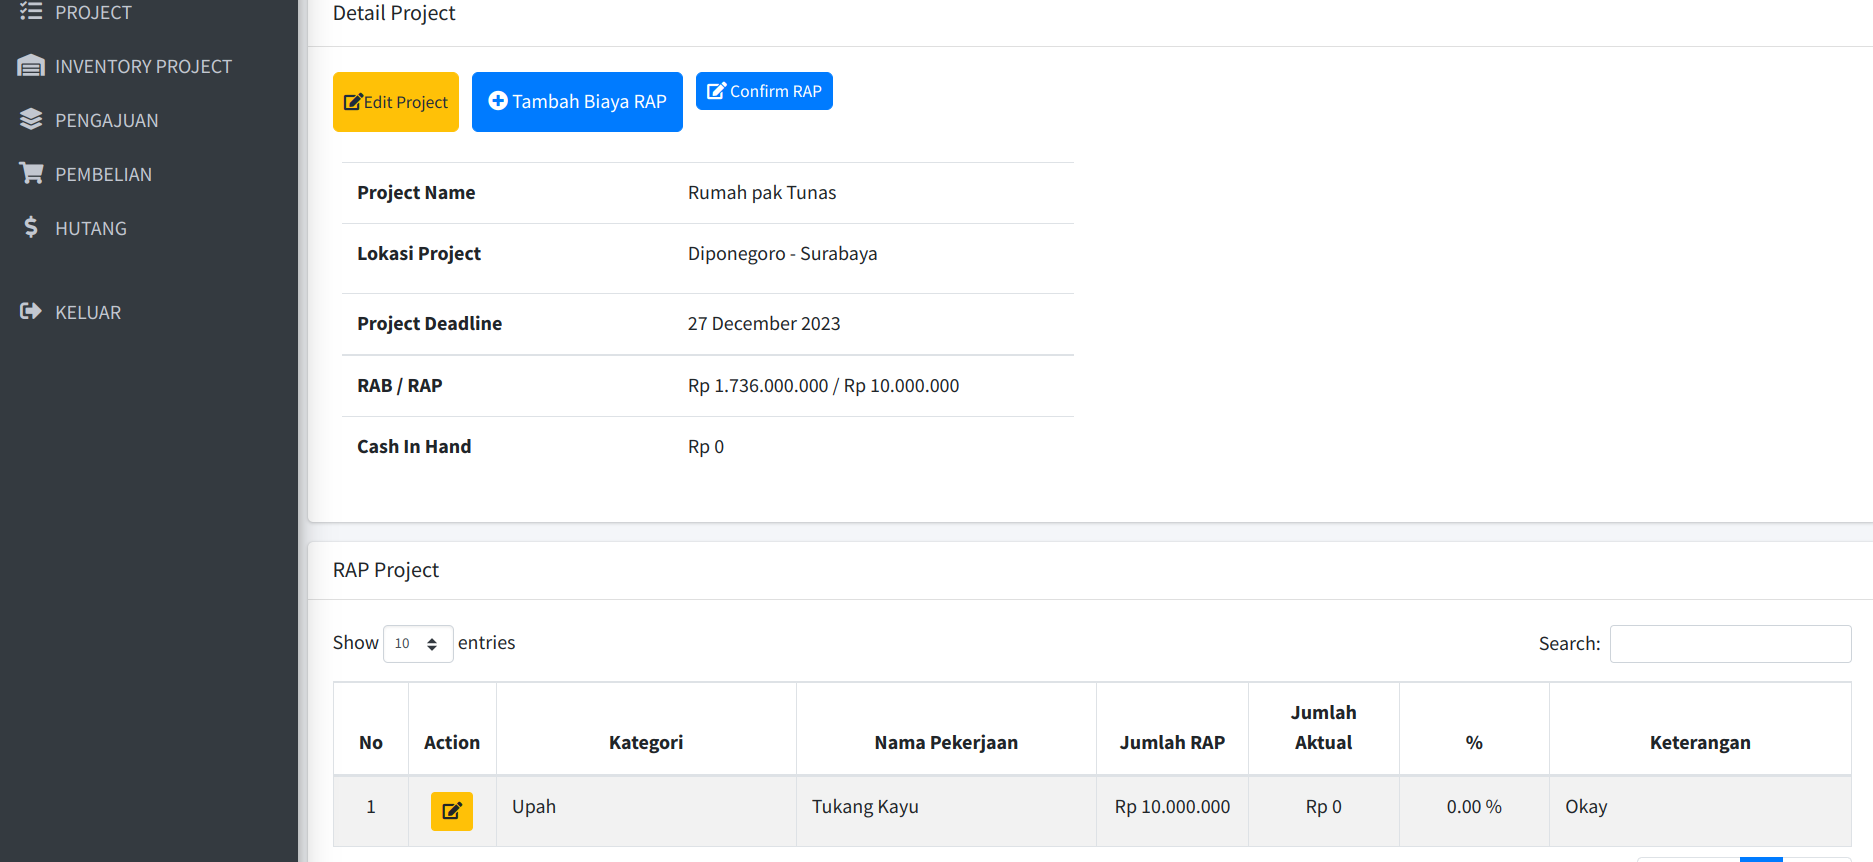 PROJECT
INVENTORY PROJECT
PENGAJUAN
PEMBELIAN
HUTANG
KELUAR
Detail Project
Edit Project
Tambah Biaya RAP
Confirm RAP
Project Name Rumah pak Tunas
Lokasi Project Diponegoro - Surabaya
Project Deadline 27 December 2023
RAB / RAP Rp 1.736.000.000 / Rp 10.000.000
Cash In Hand Rp 0
RAP Project
Show 10 entries
Search:
No Action Kategori Nama Pekerjaan Jumlah RAP Jumlah Aktual % Keterangan
1 Upah Tukang Kayu Rp 10.000.000 Rp 0 0.00 % Okay